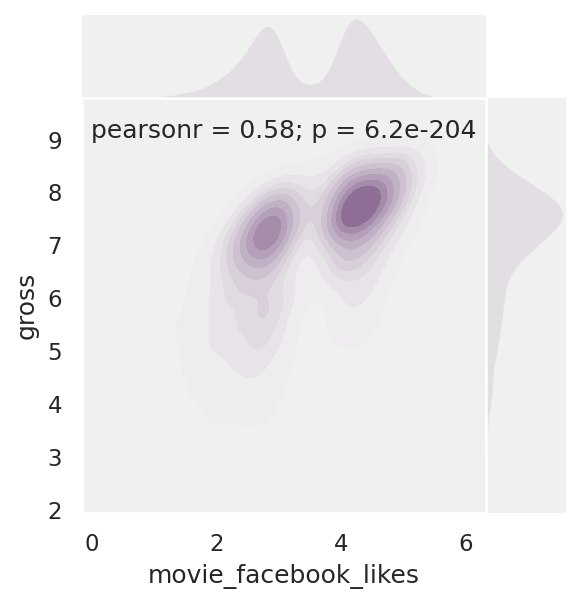 pearsonr = 0.58; p = 6.2e-204
9
8
7
6
5
4
3
2
gross
0 2 4 6
movie_facebook_likes